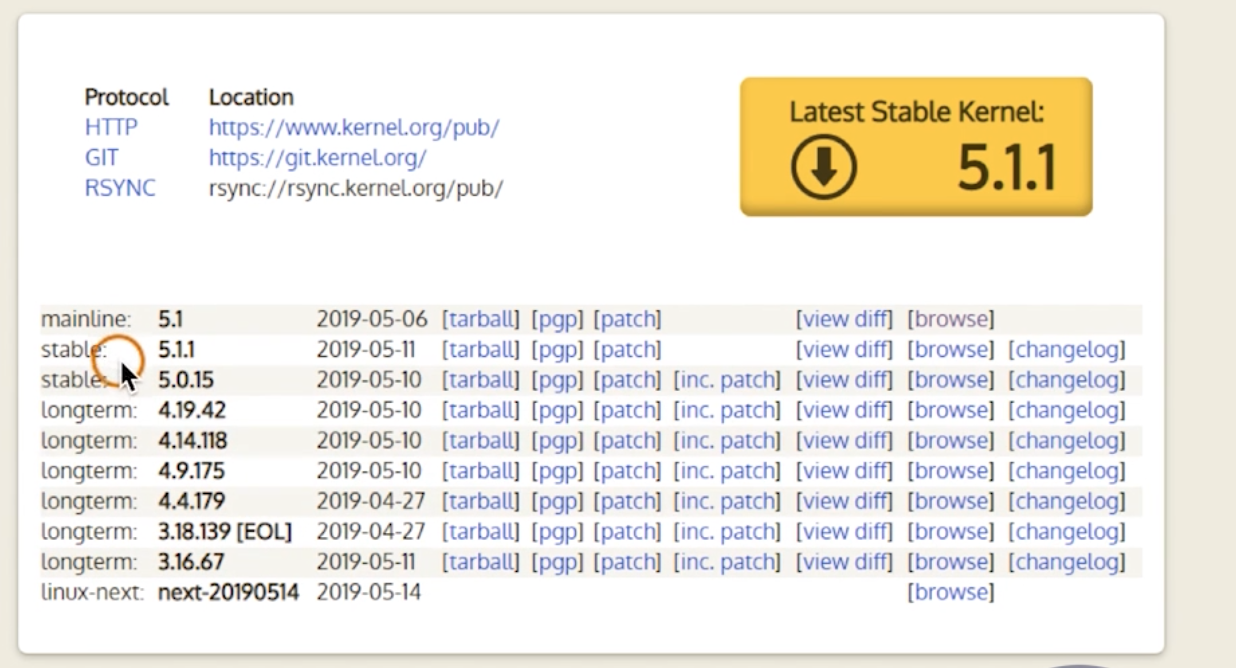 Protocol Location
HTTP https://www.kernel.org/pub/
GIT https://git.kernel.org/
RSYNC rsync://rsync.kernel.org/pub/
Latest Stable Kernel:
5.1.1
mainline: 5.1 2019-05-06 [tarball] [pgp] [patch] [view diff] [browse]
stable: 5.1.1 2019-05-11 [tarball] [pgp] [patch] [view diff] [browse] [changelog]
stable: 5.0.15 2019-05-10 [tarball] [pgp] [patch] [inc. patch] [view diff] [browse] [changelog]
longterm: 4.19.42 2019-05-10 [tarball] [pgp] [patch] [inc. patch] [view diff] [browse] [changelog]
longterm: 4.14.118 2019-05-10 [tarball] [pgp] [patch] [inc. patch] [view diff] [browse] [changelog]
longterm: 4.9.175 2019-05-10 [tarball] [pgp] [patch] [inc. patch] [view diff] [browse] [changelog]
longterm: 4.4.179 2019-04-27 [tarball] [pgp] [patch] [inc. patch] [view diff] [browse] [changelog]
longterm: 3.18.139 [EOL] 2019-04-27 [tarball] [pgp] [patch] [inc. patch] [view diff] [browse] [changelog]
longterm: 3.16.67 2019-05-11 [tarball] [pgp] [patch] [inc. patch] [view diff] [browse] [changelog]
linux-next: next-20190514 2019-05-14 [browse]